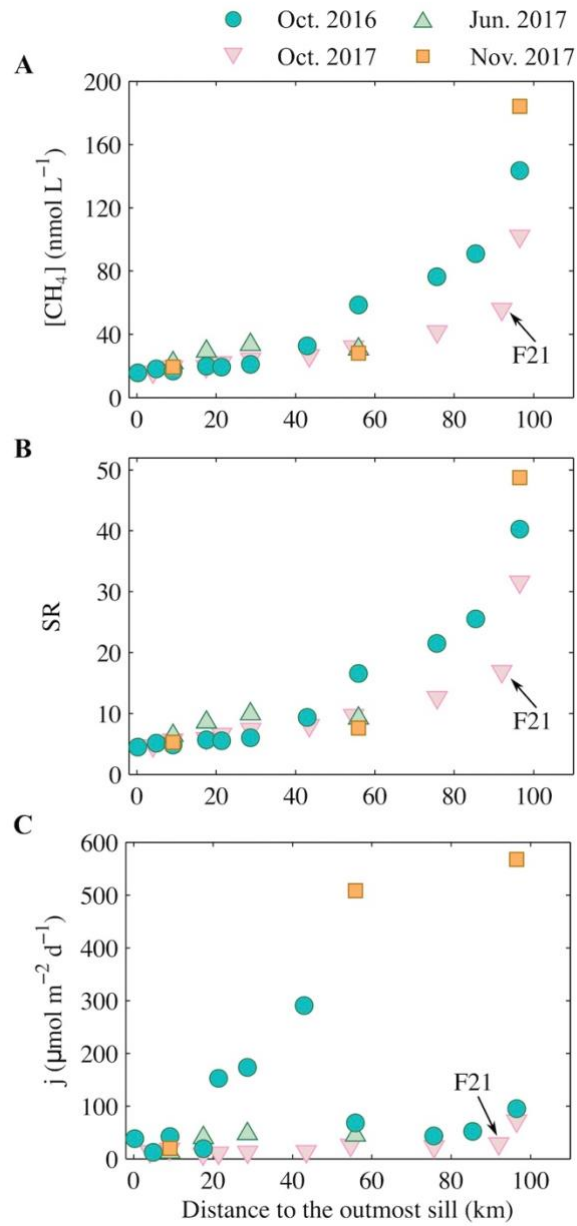 Oct. 2016 Jun. 2017
Oct. 2017 Nov. 2017
A
200
160
120
80
40
0
[CH₄] (nmol L⁻¹)
F21
0 20 40 60 80 100
B
50
40
30
20
10
0
SR
F21
0 20 40 60 80 100
C
600
500
400
300
200
100
0
j (µmol m⁻² d⁻¹)
F21
0 20 40 60 80 100
Distance to the outmost sill (km)